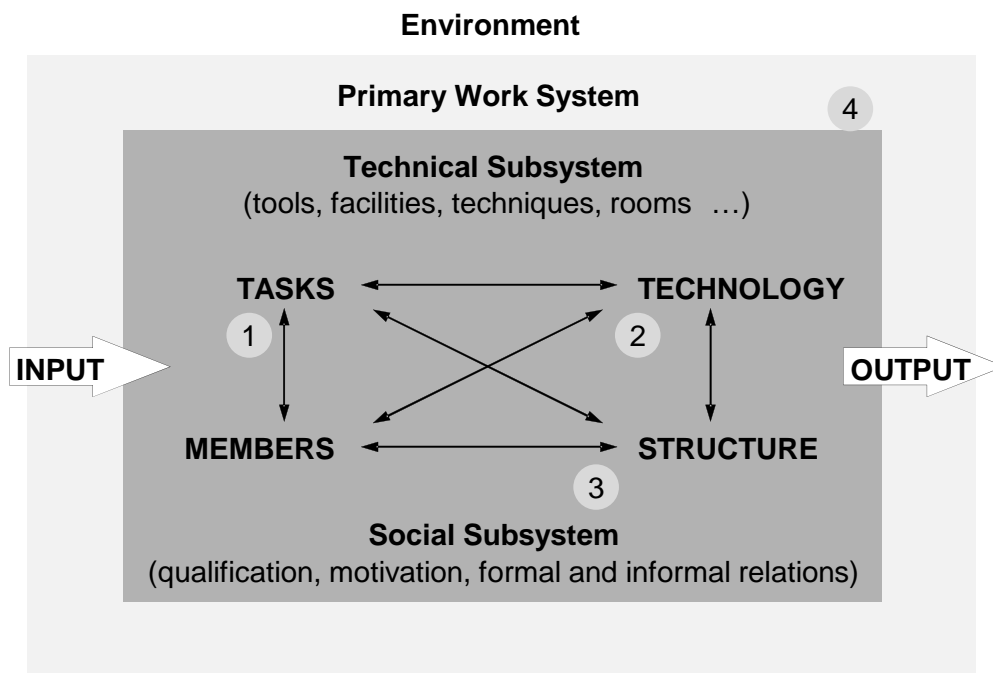 Environment
Primary Work System
4
Technical Subsystem
(tools, facilities, techniques, rooms …)
TASKS
TECHNOLOGY
1
2
INPUT
OUTPUT
MEMBERS
STRUCTURE
3
Social Subsystem
(qualification, motivation, formal and informal relations)